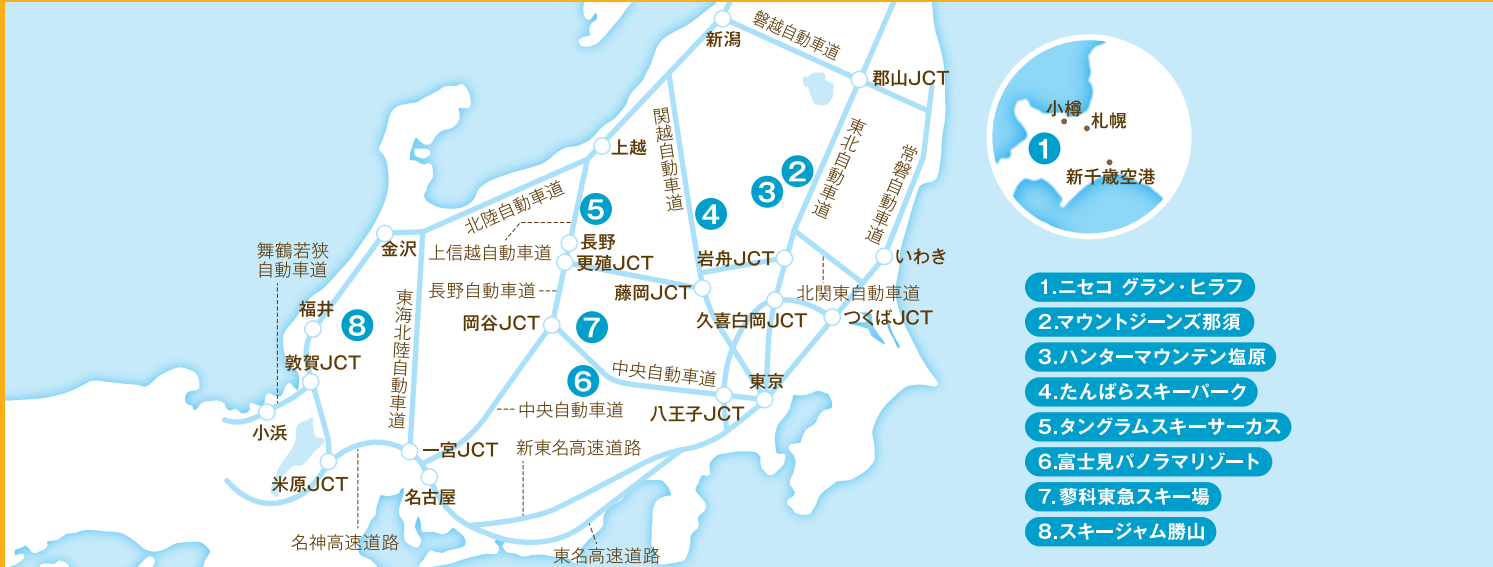 新潟
磐越自動車道
郡山JCT
関越自動車道
東北自動車道
常磐自動車道
上越
北陸自動車道
2
3
4
5
長野
上信越自動車道
更殖JCT
金沢
舞鶴若狭
自動車道
岩舟JCT
いわき
長野自動車道
藤岡JCT
北関東自動車道
東海北陸自動車道
福井
8
岡谷JCT
7
久喜白岡JCT
つくばJCT
敦賀JCT
6
中央自動車道
東京
小浜
中央自動車道
八王子JCT
一宮JCT
新東名高速道路
米原JCT
名古屋
名神高速道路
東名高速道路
小樽
札幌
1
新千歳空港
1.ニセコ グラン・ヒラフ
2.マウントジーンズ那須
3.ハンターマウンテン塩原
4.たんばらスキーパーク
5.タングラムスキーサーカス
6.富士見パノラマリゾート
7.蓼科東急スキー場
8.スキージャム勝山